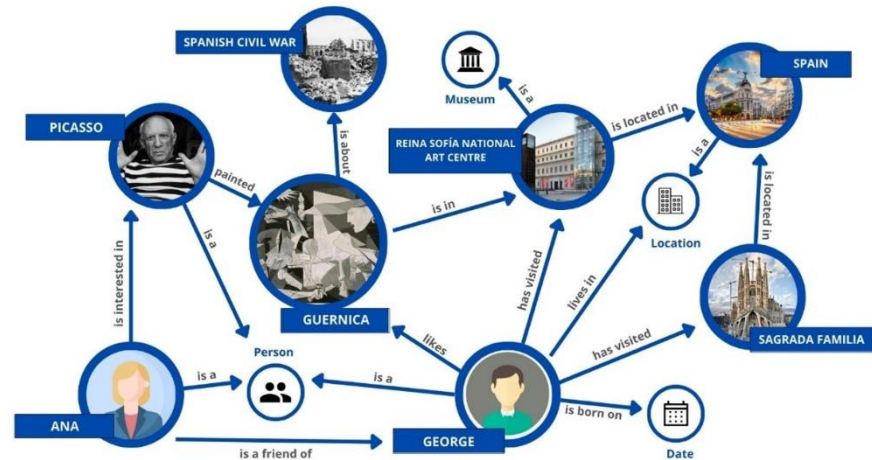 SPANISH CIVIL WAR
SPAIN
Museum
is a
PICASSO
REINA SOFÍA NATIONAL
ART CENTRE
is located in
is about
painted
is a
is located in
is in
Location
is a
is interested in
has visited
lives in
GUERNICA
likes
has visited
SAGRADA FAMILIA
Person
is a
is a
is born on
ANA
is a friend of
GEORGE
Date